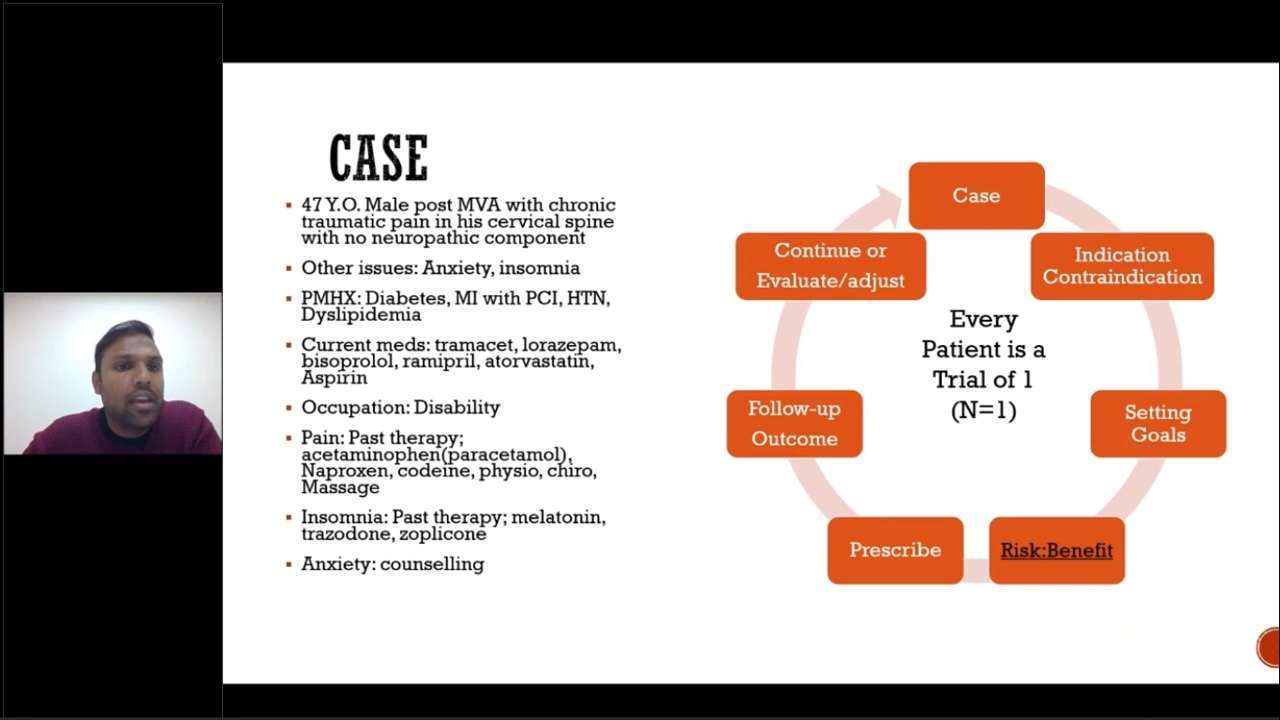 CASE
47 Y.O. Male post MVA with chronic
traumatic pain in his cervical spine
with no neuropathic component
Other issues: Anxiety, insomnia
PMHX: Diabetes, MI with PCI, HTN,
Dyslipidemia
Current meds: tramacet, lorazepam,
bisoprolol, ramipril, atorvastatin,
Aspirin
Occupation: Disability
Pain: Past therapy;
acetaminophen(paracetamol),
Naproxen, codeine, physio, chiro,
Massage
Insomnia: Past therapy; melatonin,
trazodone, zoplicone
Anxiety: counselling
Case
Indication
Contraindication
Setting
Goals
Risk:Benefit
Prescribe
Follow-up
Outcome
Continue or
Evaluate/adjust
Every
Patient is a
Trial of 1
(N=1)